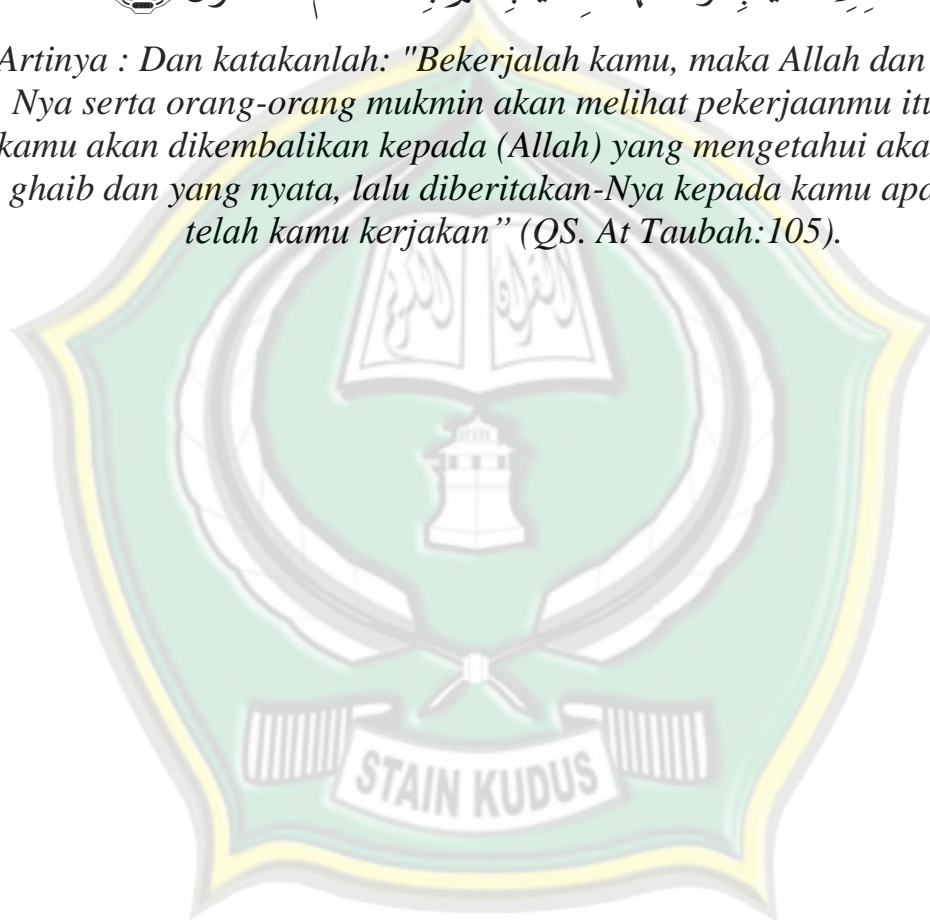 Artinya : Dan katakanlah: "Bekerjalah kamu, maka Allah dan
Nya serta orang-orang mukmin akan melihat pekerjaanmu itu
kamu akan dikembalikan kepada (Allah) yang mengetahui aka
ghaib dan yang nyata, lalu diberitakan-Nya kepada kamu apa
telah kamu kerjakan” (QS. At Taubah:105).
STAIN KUDUS